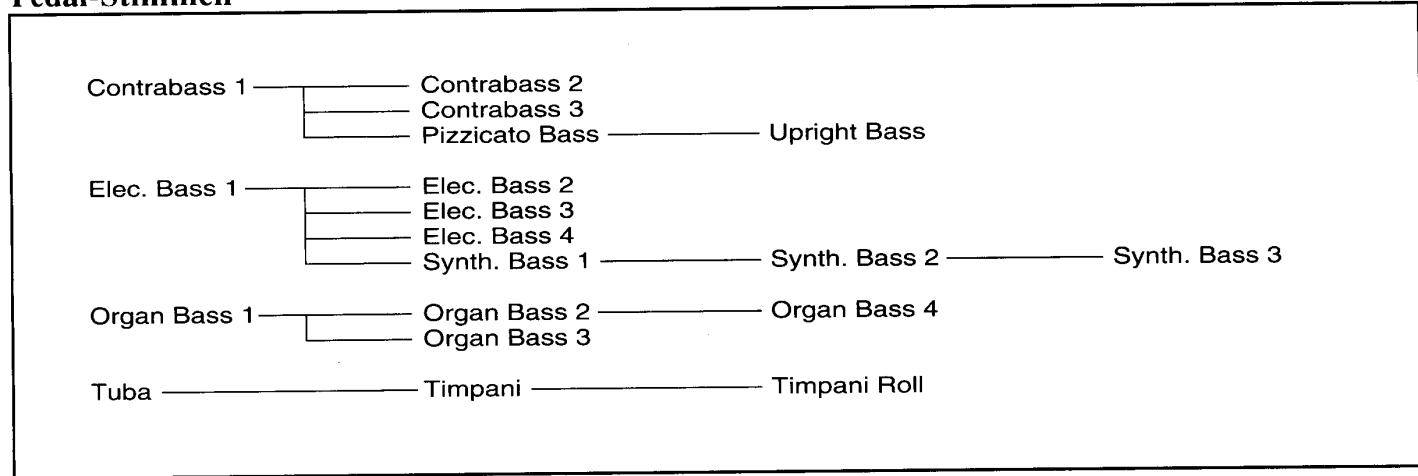 Pedal-Stimmen
Contrabass 1 Contrabass 2
Contrabass 3
Pizzicato Bass Upright Bass
Elec. Bass 1 Elec. Bass 2
Elec. Bass 3
Elec. Bass 4
Synth. Bass 1 Synth. Bass 2 Synth. Bass 3
Organ Bass 1 Organ Bass 2 Organ Bass 4
Organ Bass 3
Tuba Timpani Timpani Roll